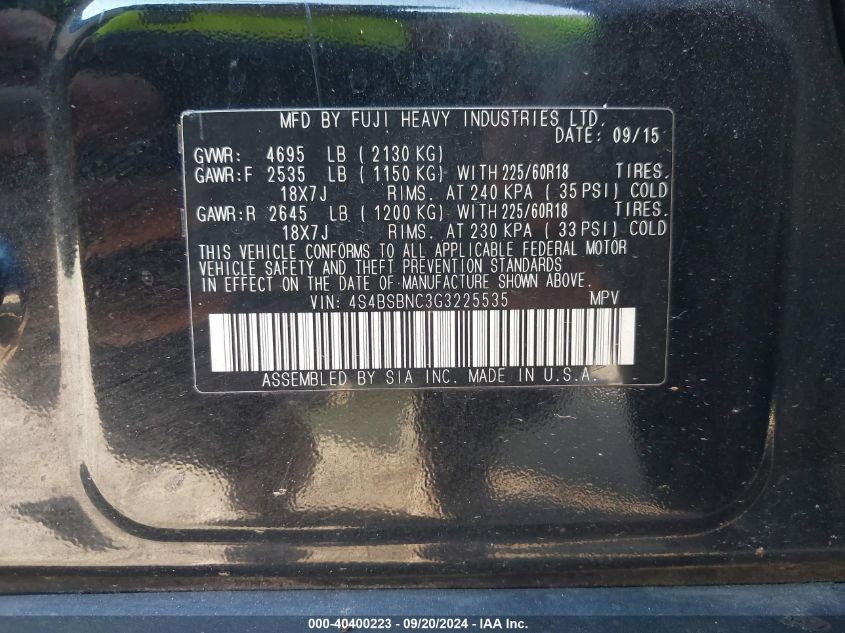 MFD BY FUJI HEAVY INDUSTRIES LTD.
DATE: 09/15
GVWR: 4695 LB ( 2130 KG)
GAWR:F 2535 LB ( 1150 KG) WITH 225/60R18 TIRES.
18X7J RIMS. AT 240 KPA ( 35 PSI) COLD
GAWR:R 2645 LB ( 1200 KG) WITH 225/60R18 TIRES.
18X7J RIMS. AT 230 KPA ( 33 PSI) COLD
THIS VEHICLE CONFORMS TO ALL APPLICABLE FEDERAL MOTOR
VEHICLE SAFETY AND THEFT PREVENTION STANDARDS
IN EFFECT ON THE DATE OF MANUFACTURE SHOWN ABOVE.
VIN: 4S4BSBNC3G3225535 MPV
ASSEMBLED BY SIA INC. MADE IN U.S.A.
000-40400223 - 09/20/2024 - IAAI.com